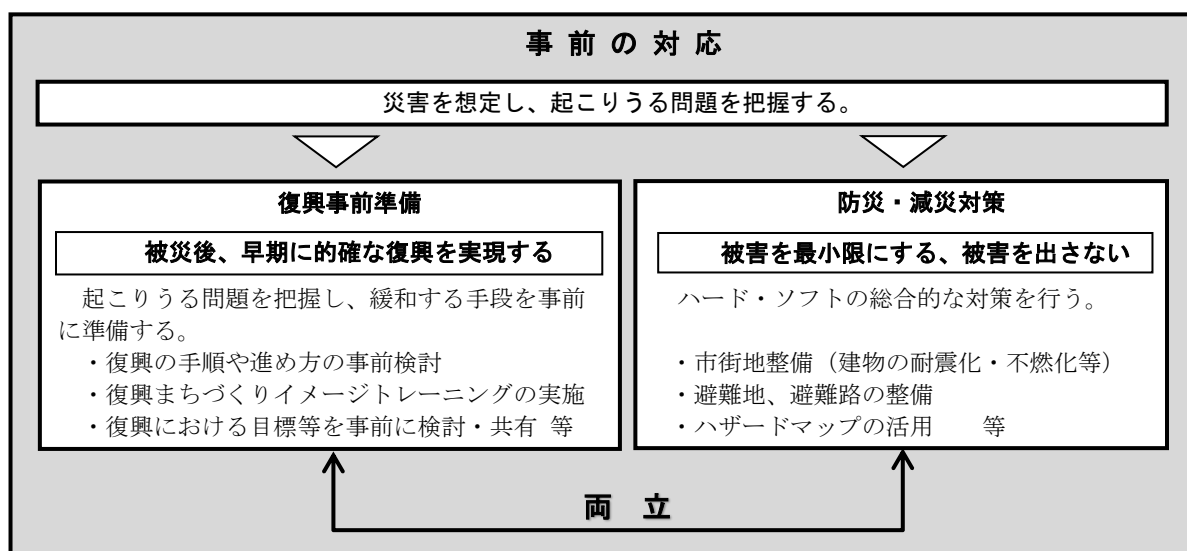 事前の対応
災害を想定し、起こりうる問題を把握する。
復興事前準備
被災後、早期に的確な復興を実現する
起こりうる問題を把握し、緩和する手段を事前
に準備する。
・復興の手順や進め方の事前検討
・復興まちづくりイメージトレーニングの実施
・復興における目標等を事前に検討・共有 等
防災・減災対策
被害を最小限にする、被害を出さない
ハード・ソフトの総合的な対策を行う。
・市街地整備（建物の耐震化・不燃化等）
・避難地、避難路の整備
・ハザードマップの活用　　等
両 立